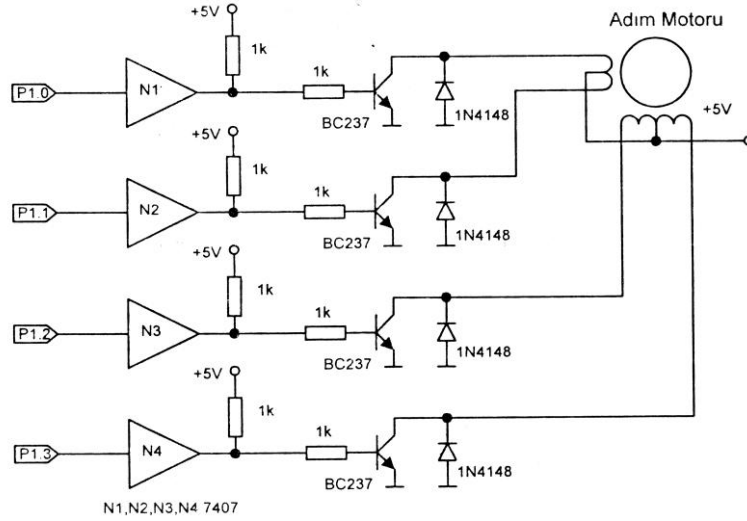 Adım Motoru
+5V
+5V
1k
1k
P1.0
N1
BC237
1N4148
+5V
1k
1k
P1.1
N2
BC237
1N4148
+5V
1k
1k
P1.2
N3
BC237
1N4148
+5V
1k
1k
P1.3
N4
BC237
1N4148
N1,N2,N3,N4 7407